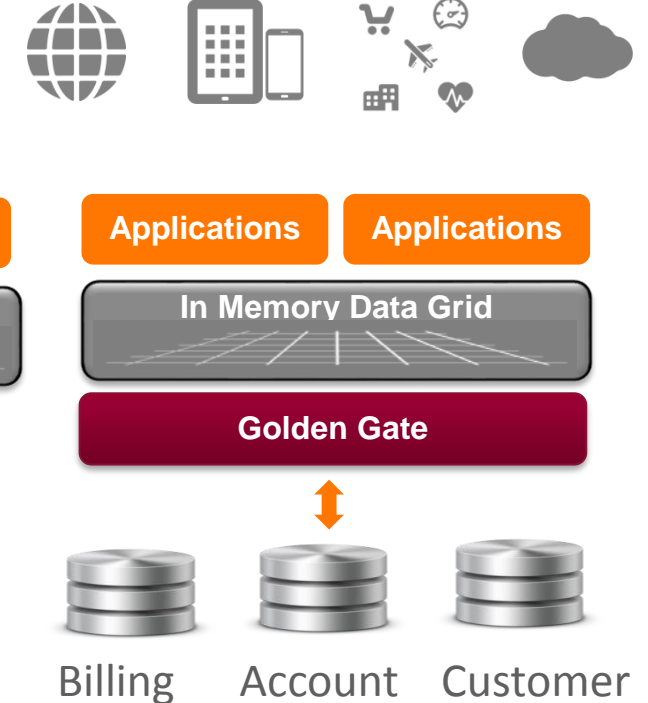 Applications Applications
In Memory Data Grid
Golden Gate
Billing Account Customer